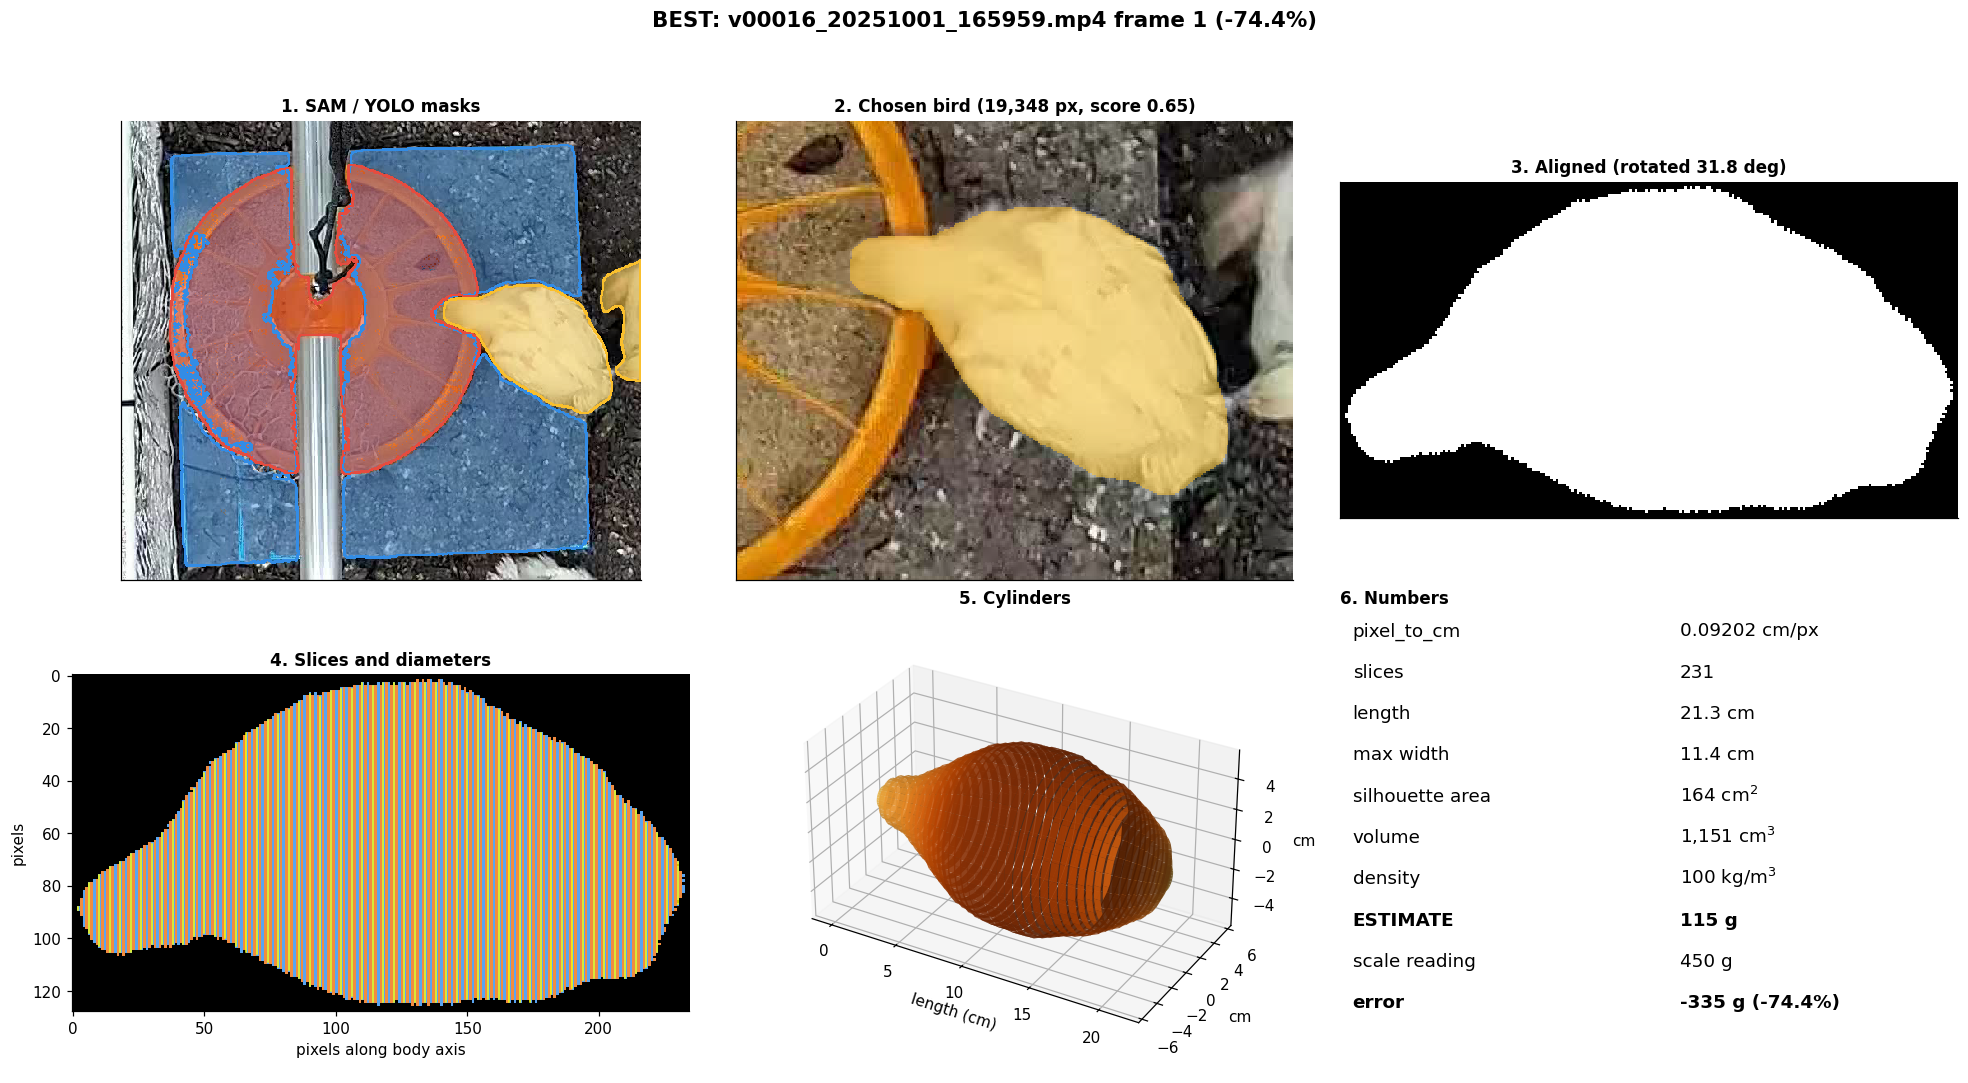 BEST: v00016_20251001_165959.mp4 frame 1 (-74.4%)
1. SAM / YOLO masks
2. Chosen bird (19,348 px, score 0.65)
3. Aligned (rotated 31.8 deg)
4. Slices and diameters
0
20
40
60
80
100
120
pixels
0
50
100
150
200
pixels along body axis
5. Cylinders
0
5
10
15
20
length (cm)
−6
−4
−2
0
2
4
6
cm
4
2
0
−2
−4
cm
6. Numbers
pixel_to_cm 0.09202 cm/px
slices 231
length 21.3 cm
max width 11.4 cm
silhouette area 164 cm²
volume 1,151 cm³
density 100 kg/m³
ESTIMATE 115 g
scale reading 450 g
error -335 g (-74.4%)